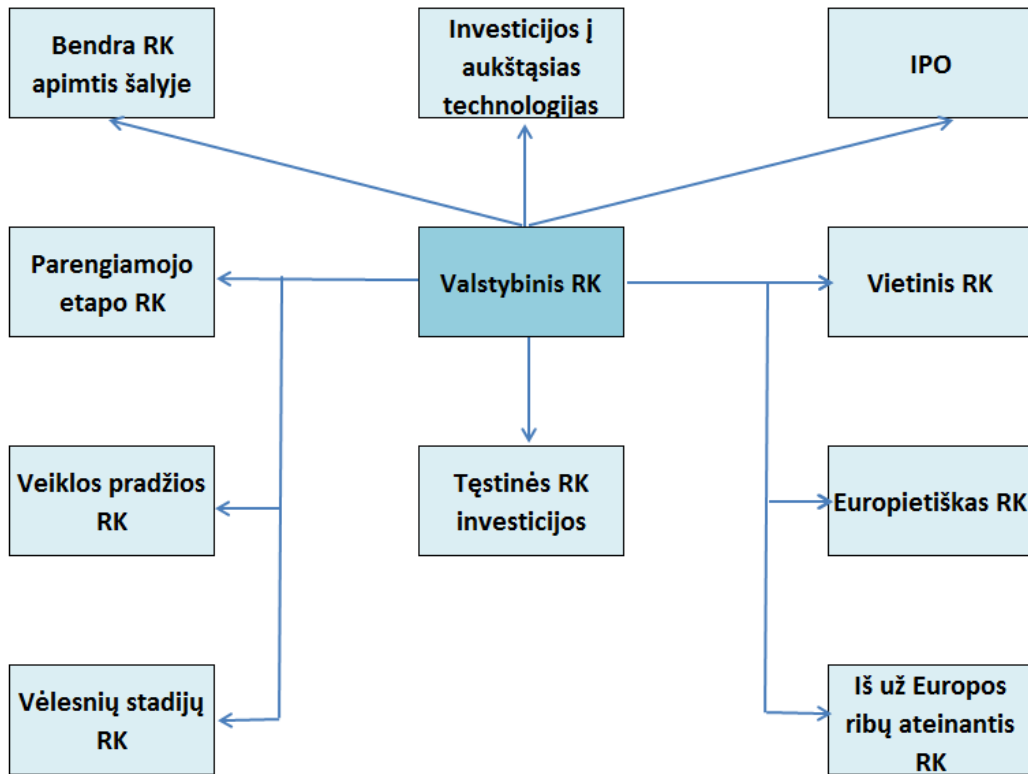 Bendra RK
apimtis šalyje
Investicijos į
aukštąsias
technologijas
IPO
Parengiamojo
etapo RK
Valstybinis RK
Vietinis RK
Veiklos pradžios
RK
Tęstinės RK
investicijos
Europietiškas RK
Vėlesnių stadijų
RK
Iš už Europos
ribų ateinantis
RK